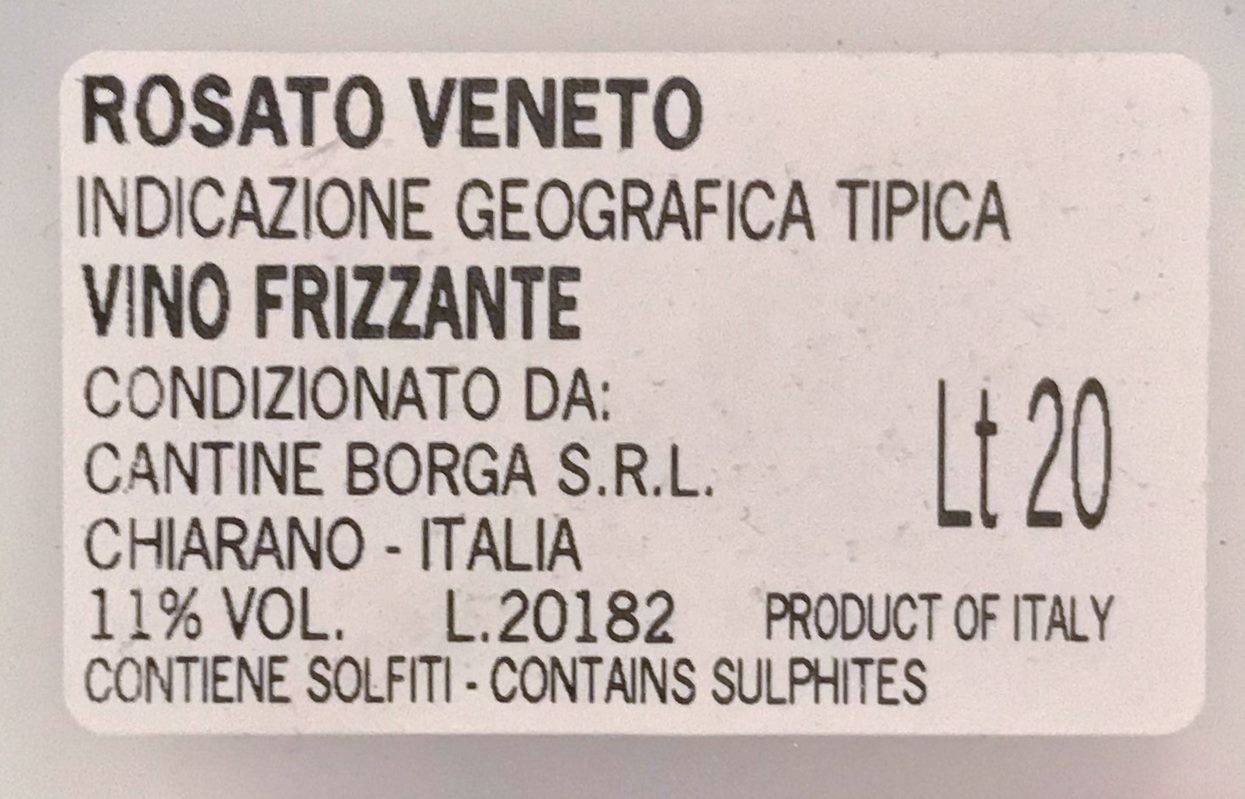 ROSATO VENETO
INDICAZIONE GEOGRAFICA TIPICA
VINO FRIZZANTE
CONDIZIONATO DA:
CANTINE BORGA S.R.L.
Lt 20
CHIARANO - ITALIA
11% VOL. L.20182 PRODUCT OF ITALY
CONTIENE SOLFITI - CONTAINS SULPHITES